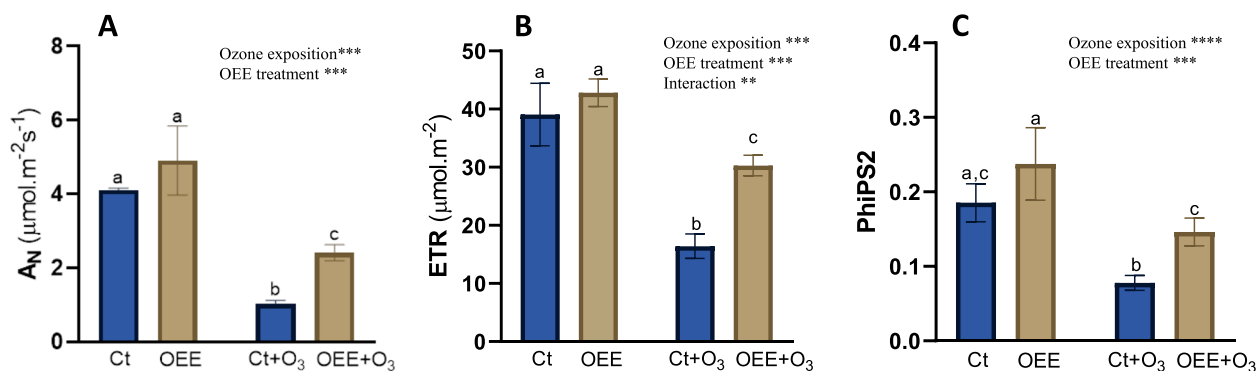 A
Ozone exposition***
OEE treatment ***
A_N (μmol.m⁻²s⁻¹)
8
6
4
2
0
a
a
b
c
Ct
OEE
Ct+O₃
OEE+O₃
B
Ozone exposition ***
OEE treatment ***
Interaction **
ETR (μmol.m⁻²)
50
40
30
20
10
0
a
a
b
c
Ct
OEE
Ct+O₃
OEE+O₃
C
Ozone exposition ****
OEE treatment ***
PhiPS2
0.4
0.3
0.2
0.1
0.0
a,c
a
b
c
Ct
OEE
Ct+O₃
OEE+O₃